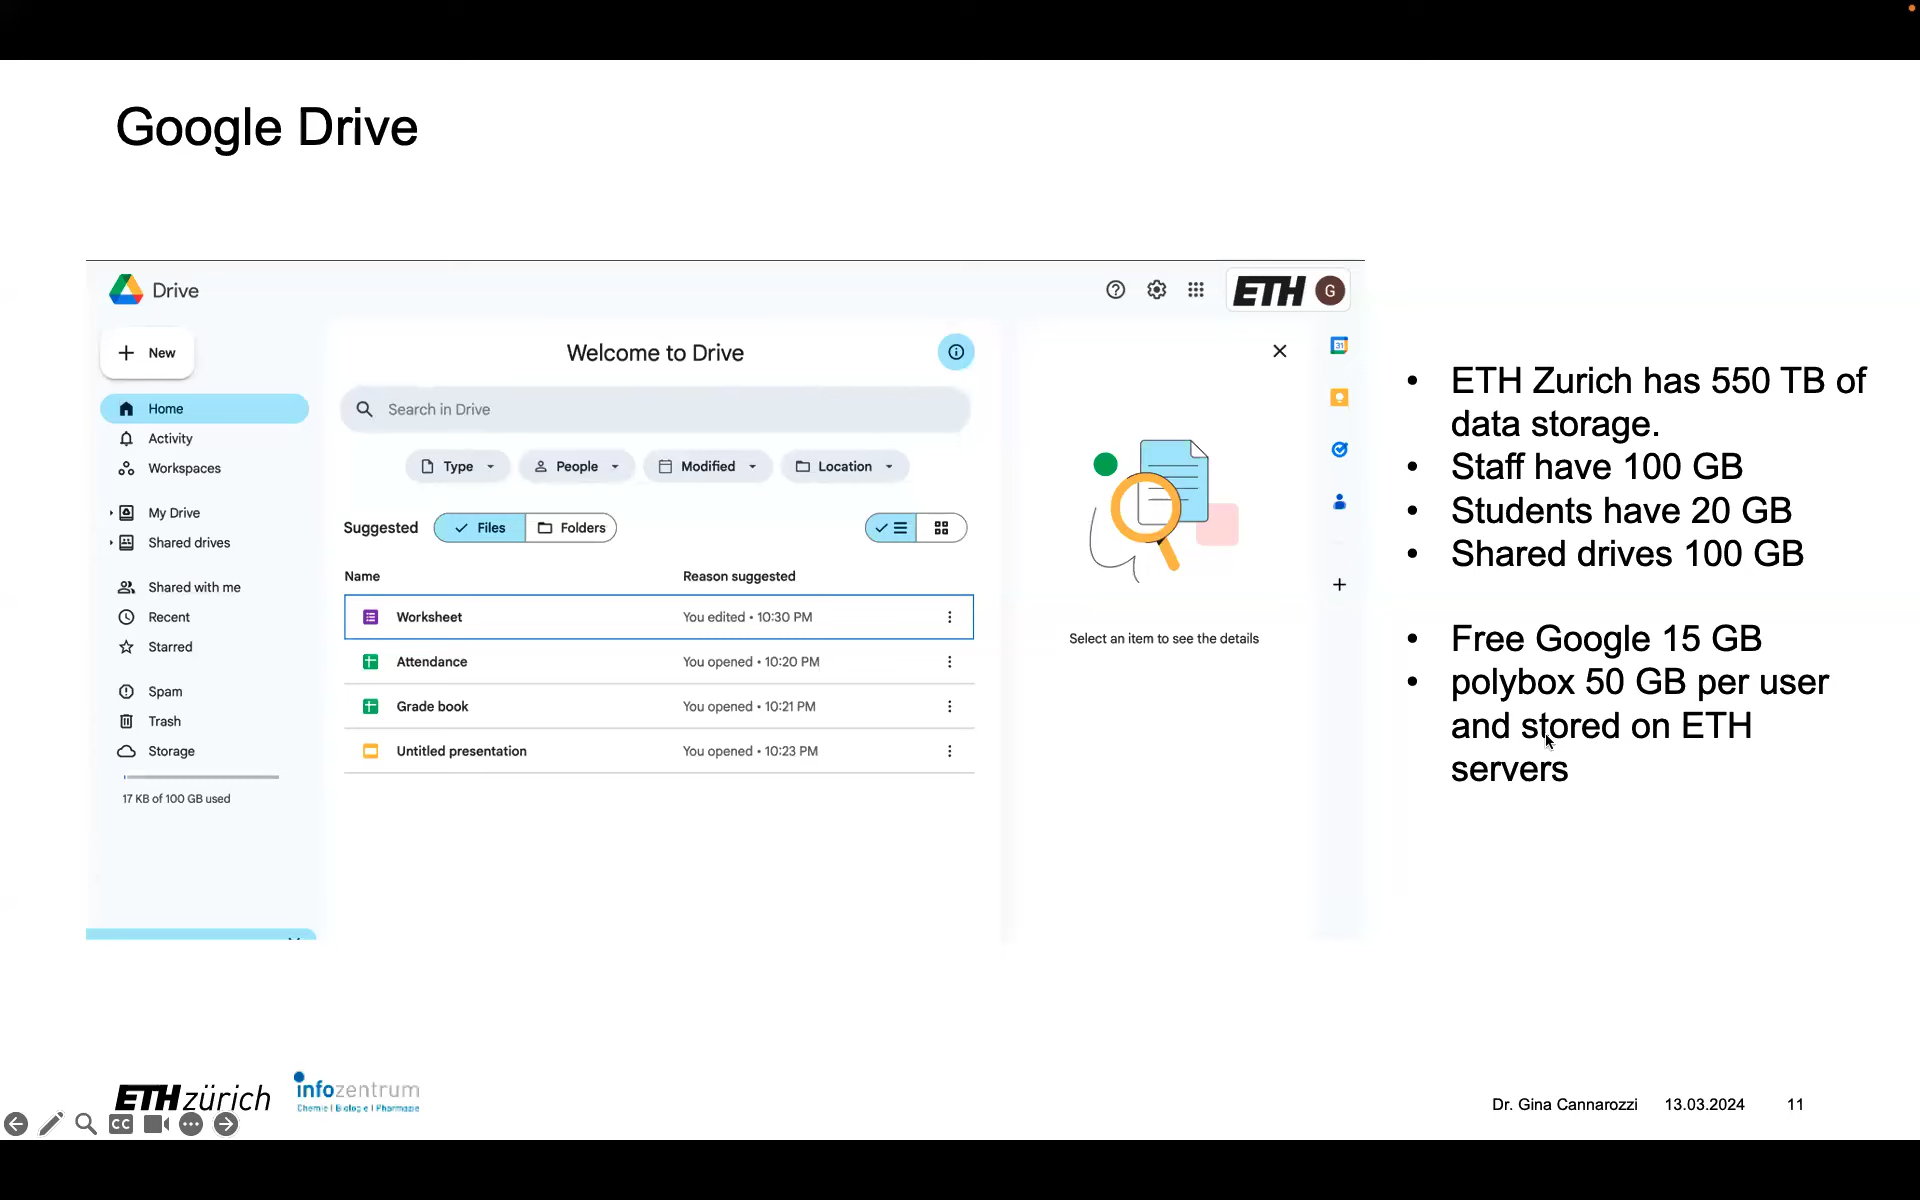 Google Drive
Drive
ETH
G
New
Welcome to Drive
31
Home
Search in Drive
Activity
Workspaces
Type
People
Modified
Location
My Drive
Shared drives
Suggested
Files
Folders
Name
Reason suggested
Shared with me
Worksheet
You edited • 10:30 PM
Recent
Starred
Attendance
You opened • 10:20 PM
Select an item to see the details
Spam
Grade book
You opened • 10:21 PM
Trash
Storage
Untitled presentation
You opened • 10:23 PM
17 KB of 100 GB used
• ETH Zurich has 550 TB of
data storage.
• Staff have 100 GB
• Students have 20 GB
• Shared drives 100 GB
• Free Google 15 GB
• polybox 50 GB per user
and stored on ETH
servers
ETH zürich
infozentrum
Chemie | Biologie | Pharmazie
CC
Dr. Gina Cannarozzi
13.03.2024
11